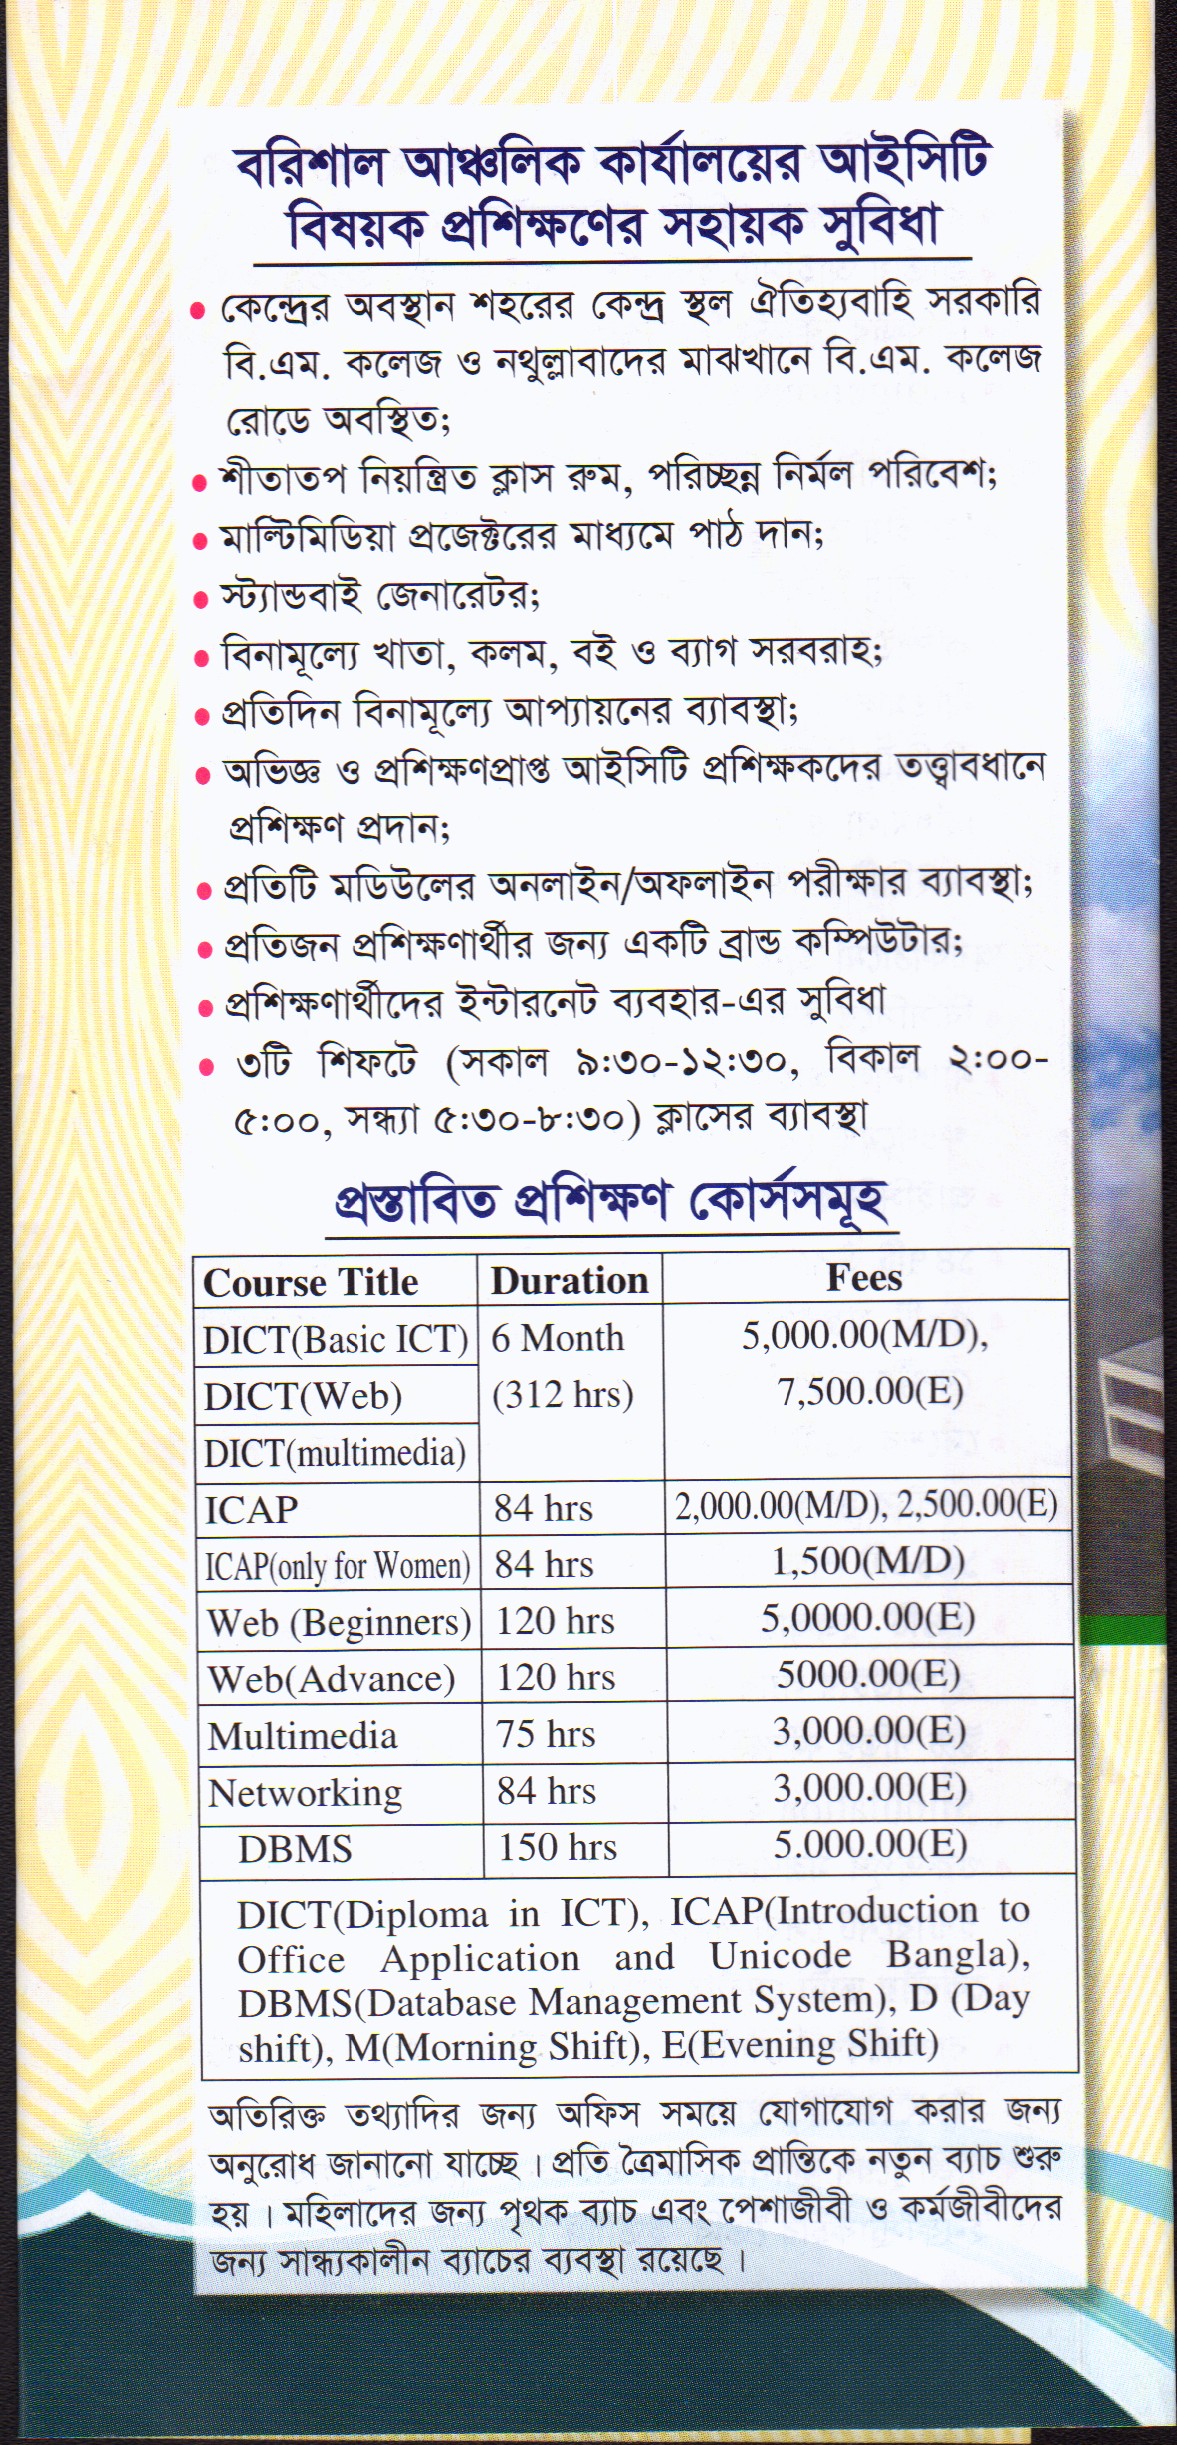 বরিশাল আঞ্চলিক কার্যালয়ের আইসিটি
বিষয়ক প্রশিক্ষণের সহায়ক সুবিধা
• কেন্দ্রের অবস্থান শহরের কেন্দ্র স্থল ঐতিহ্যবাহি সরকারি
বি.এম. কলেজ ও নথুল্লাবাদের মাঝখানে বি.এম. কলেজ
রোডে অবস্থিত;
• শীতাতপ নিয়ন্ত্রিত ক্লাস রুম, পরিচ্ছন্ন নির্মল পরিবেশ;
• মাল্টিমিডিয়া প্রজেক্টরের মাধ্যমে পাঠ দান;
• স্ট্যান্ডবাই জেনারেটর;
• বিনামূল্যে খাতা, কলম, বই ও ব্যাগ সরবরাহ;
• প্রতিদিন বিনামূল্যে আপ্যায়নের ব্যাবস্থা;
• অভিজ্ঞ ও প্রশিক্ষণপ্রাপ্ত আইসিটি প্রশিক্ষকদের তত্ত্বাবধানে
প্রশিক্ষণ প্রদান;
• প্রতিটি মডিউলের অনলাইন/অফলাইন পরীক্ষার ব্যাবস্থা;
• প্রতিজন প্রশিক্ষণার্থীর জন্য একটি ব্রান্ড কম্পিউটার;
• প্রশিক্ষণার্থীদের ইন্টারনেট ব্যবহার-এর সুবিধা
• ৩টি শিফটে (সকাল ৯:৩০-১২:৩০, বিকাল ২:০০-
৫:০০, সন্ধ্যা ৫:৩০-৮:৩০) ক্লাসের ব্যাবস্থা
প্রস্তাবিত প্রশিক্ষণ কোর্সসমূহ
Course Title Duration Fees
DICT(Basic ICT) 6 Month 5,000.00(M/D),
DICT(Web) (312 hrs) 7,500.00(E)
DICT(multimedia)
ICAP 84 hrs 2,000.00(M/D), 2,500.00(E)
ICAP(only for Women) 84 hrs 1,500(M/D)
Web (Beginners) 120 hrs 5,0000.00(E)
Web(Advance) 120 hrs 5000.00(E)
Multimedia 75 hrs 3,000.00(E)
Networking 84 hrs 3,000.00(E)
DBMS 150 hrs 5.000.00(E)
DICT(Diploma in ICT), ICAP(Introduction to
Office Application and Unicode Bangla),
DBMS(Database Management System), D (Day
shift), M(Morning Shift), E(Evening Shift)
অতিরিক্ত তথ্যাদির জন্য অফিস সময়ে যোগাযোগ করার জন্য
অনুরোধ জানানো যাচ্ছে । প্রতি ত্রৈমাসিক প্রান্তিকে নতুন ব্যাচ শুরু
হয় । মহিলাদের জন্য পৃথক ব্যাচ এবং পেশাজীবী ও কর্মজীবীদের
জন্য সান্ধ্যকালীন ব্যাচের ব্যবস্থা রয়েছে ।